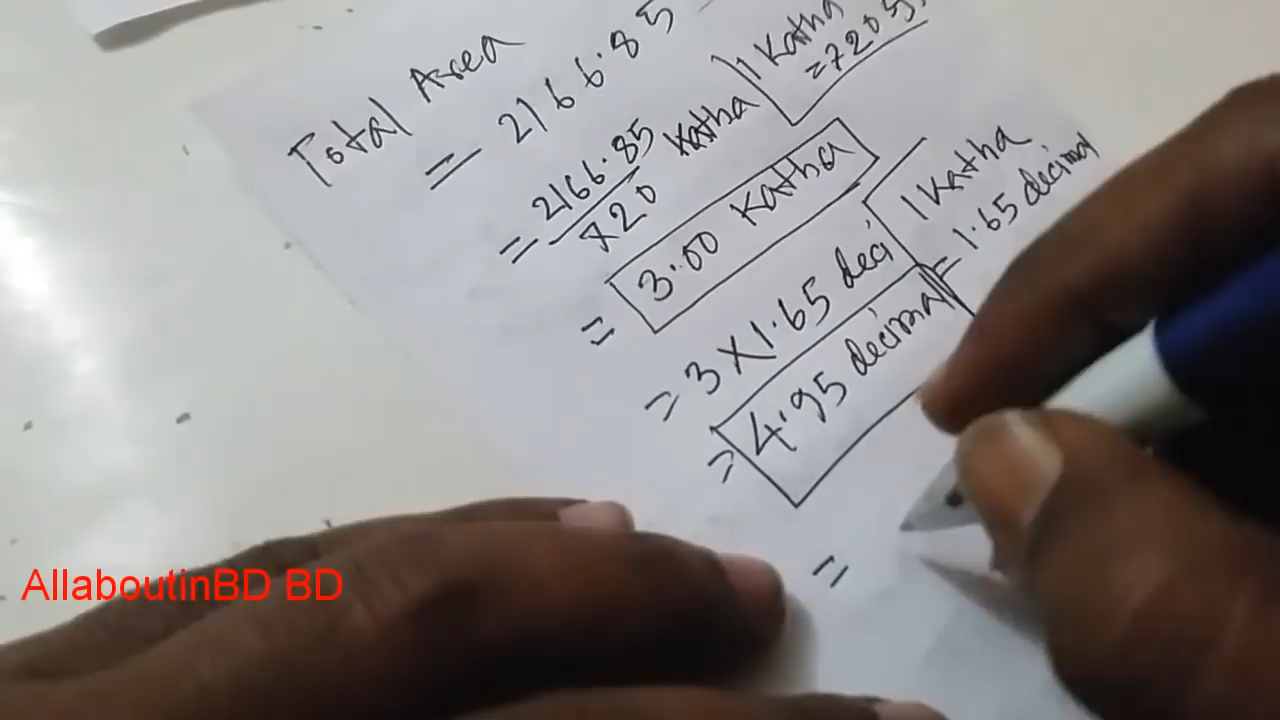 Total Area
= 2166.85
= 2166.85 / 720 Katha
1 Katha
= 720 S
= 3.00 Katha
= 3 X 1.65 deci
1 Katha
= 1.65 decimal
= 4.95 decimal
=
AllaboutinBD BD